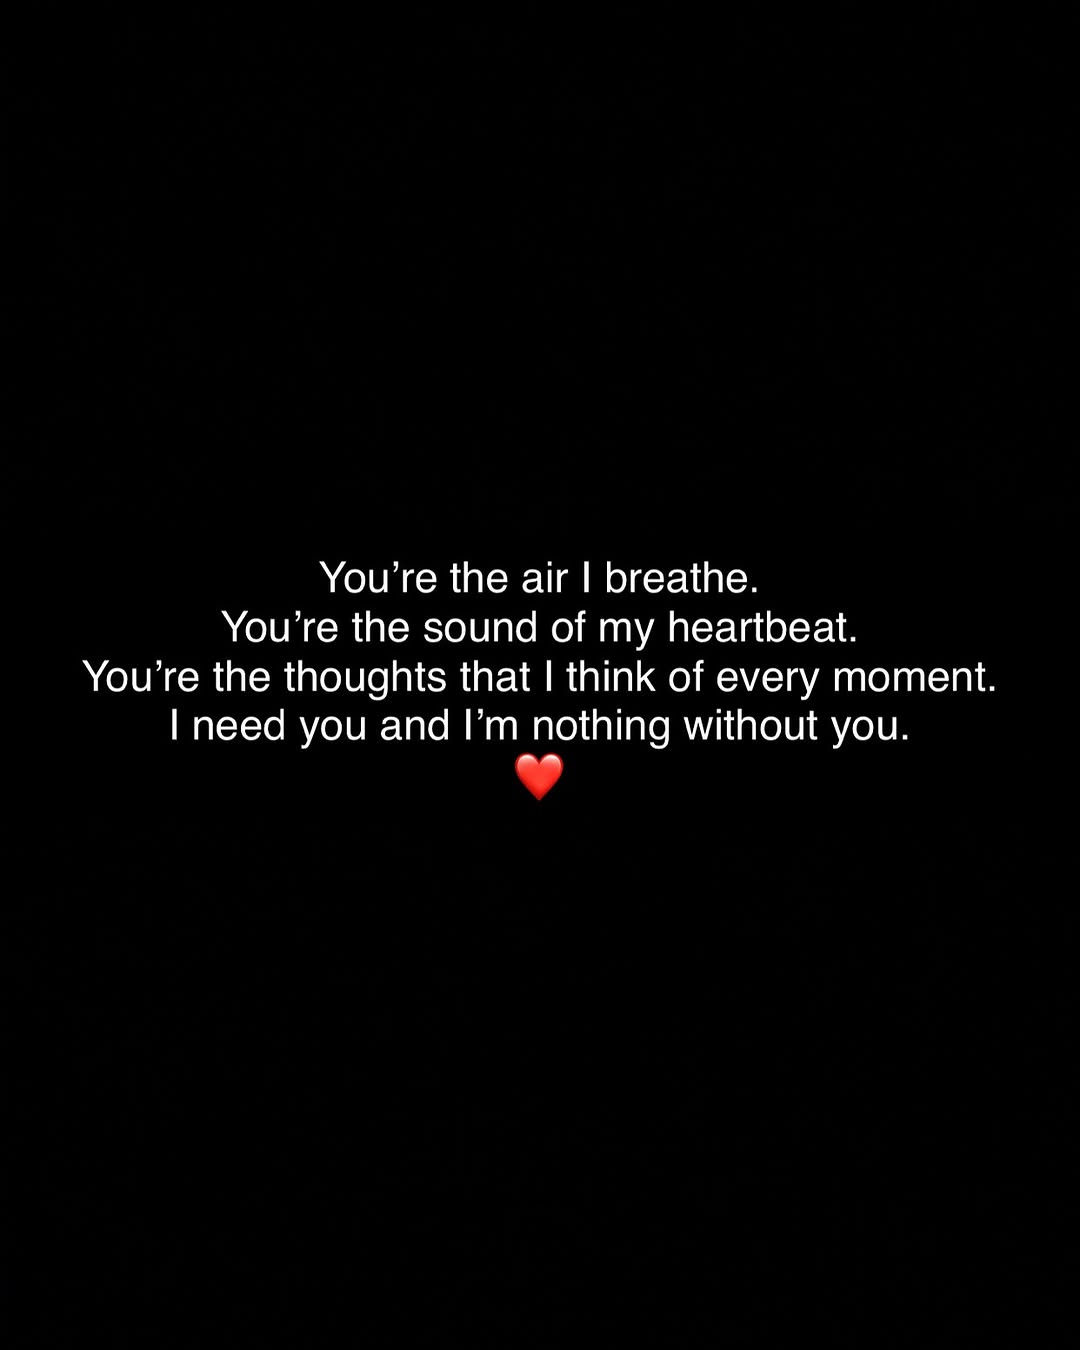 You’re the air I breathe.
You’re the sound of my heartbeat.
You’re the thoughts that I think of every moment.
I need you and I’m nothing without you.
❤️